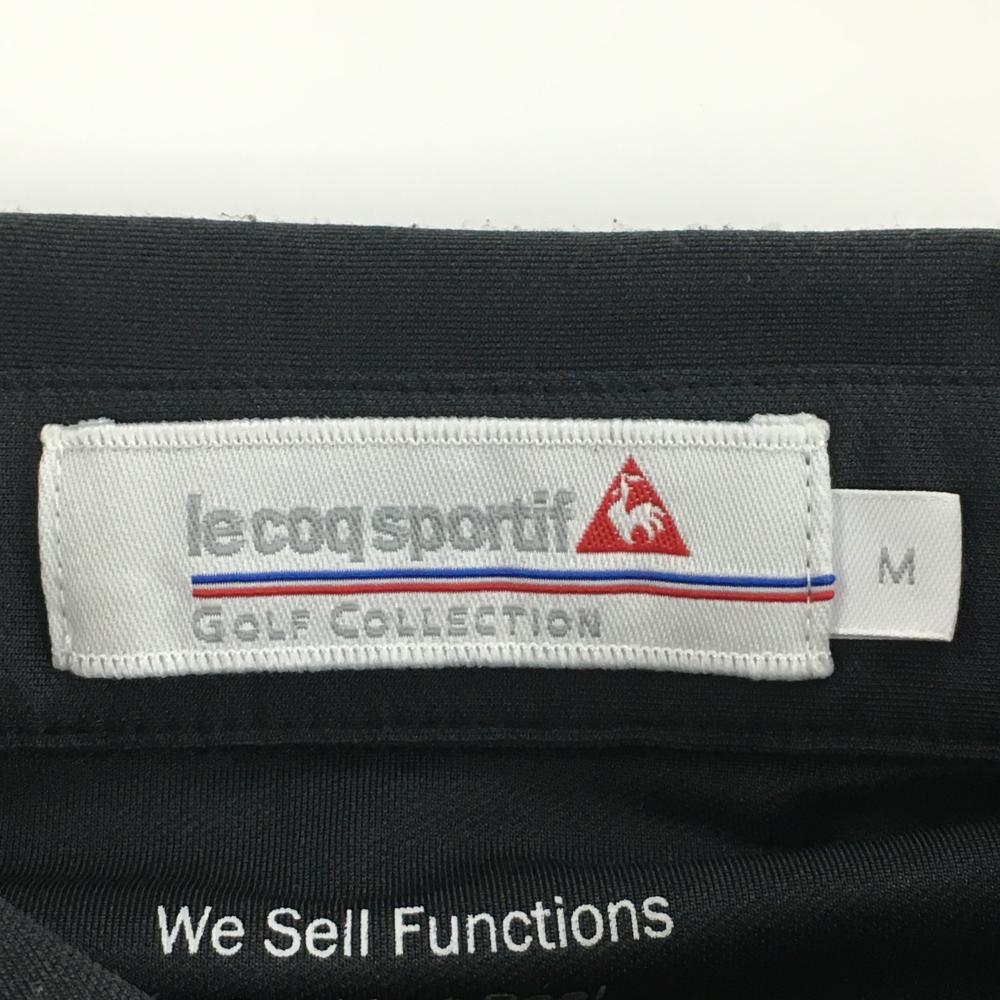 le coq sportif
GOLF COLLECTION
M
We Sell Functions